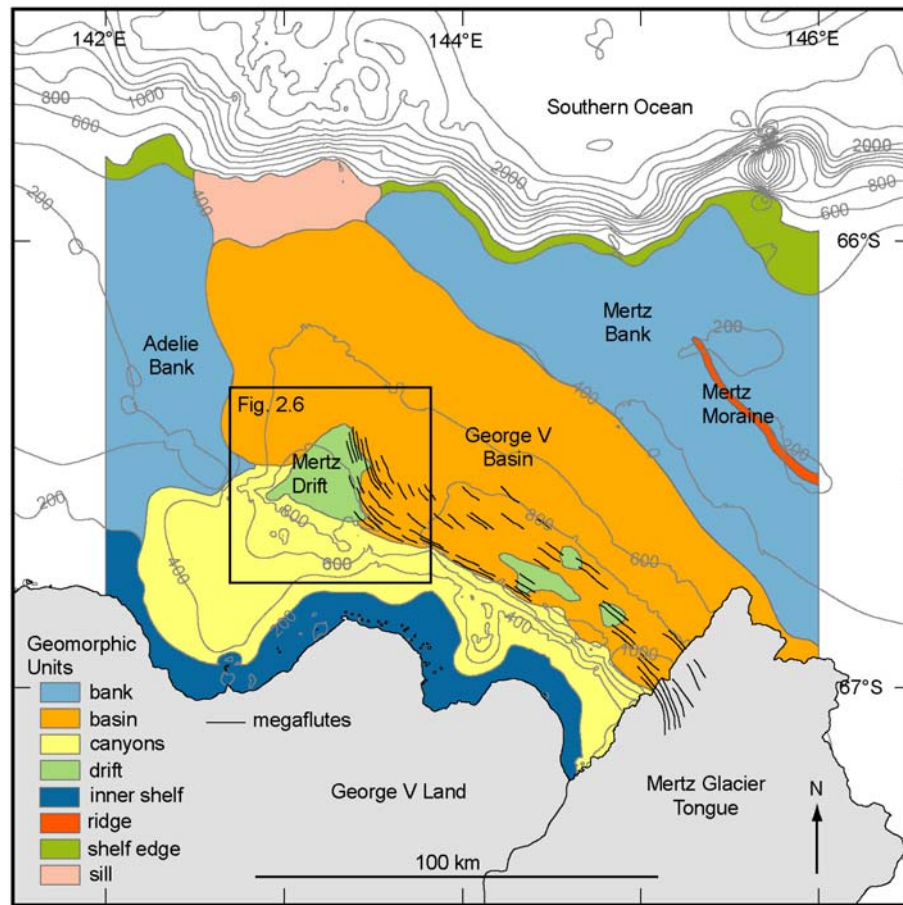 142°E
144°E
146°E
Southern Ocean
800
1000
600
200
400
2000
2000
800
600
66°S
Adelie
Bank
Mertz
Bank
200
Mertz
Moraine
200
400
Fig. 2.6
George V
Basin
Mertz
Drift
800
600
800
600
200
400
200
400
1000
67°S
Geomorphic
Units
bank
basin
canyons
drift
inner shelf
ridge
shelf edge
sill
megaflutes
George V Land
Mertz Glacier
Tongue
N
100 km